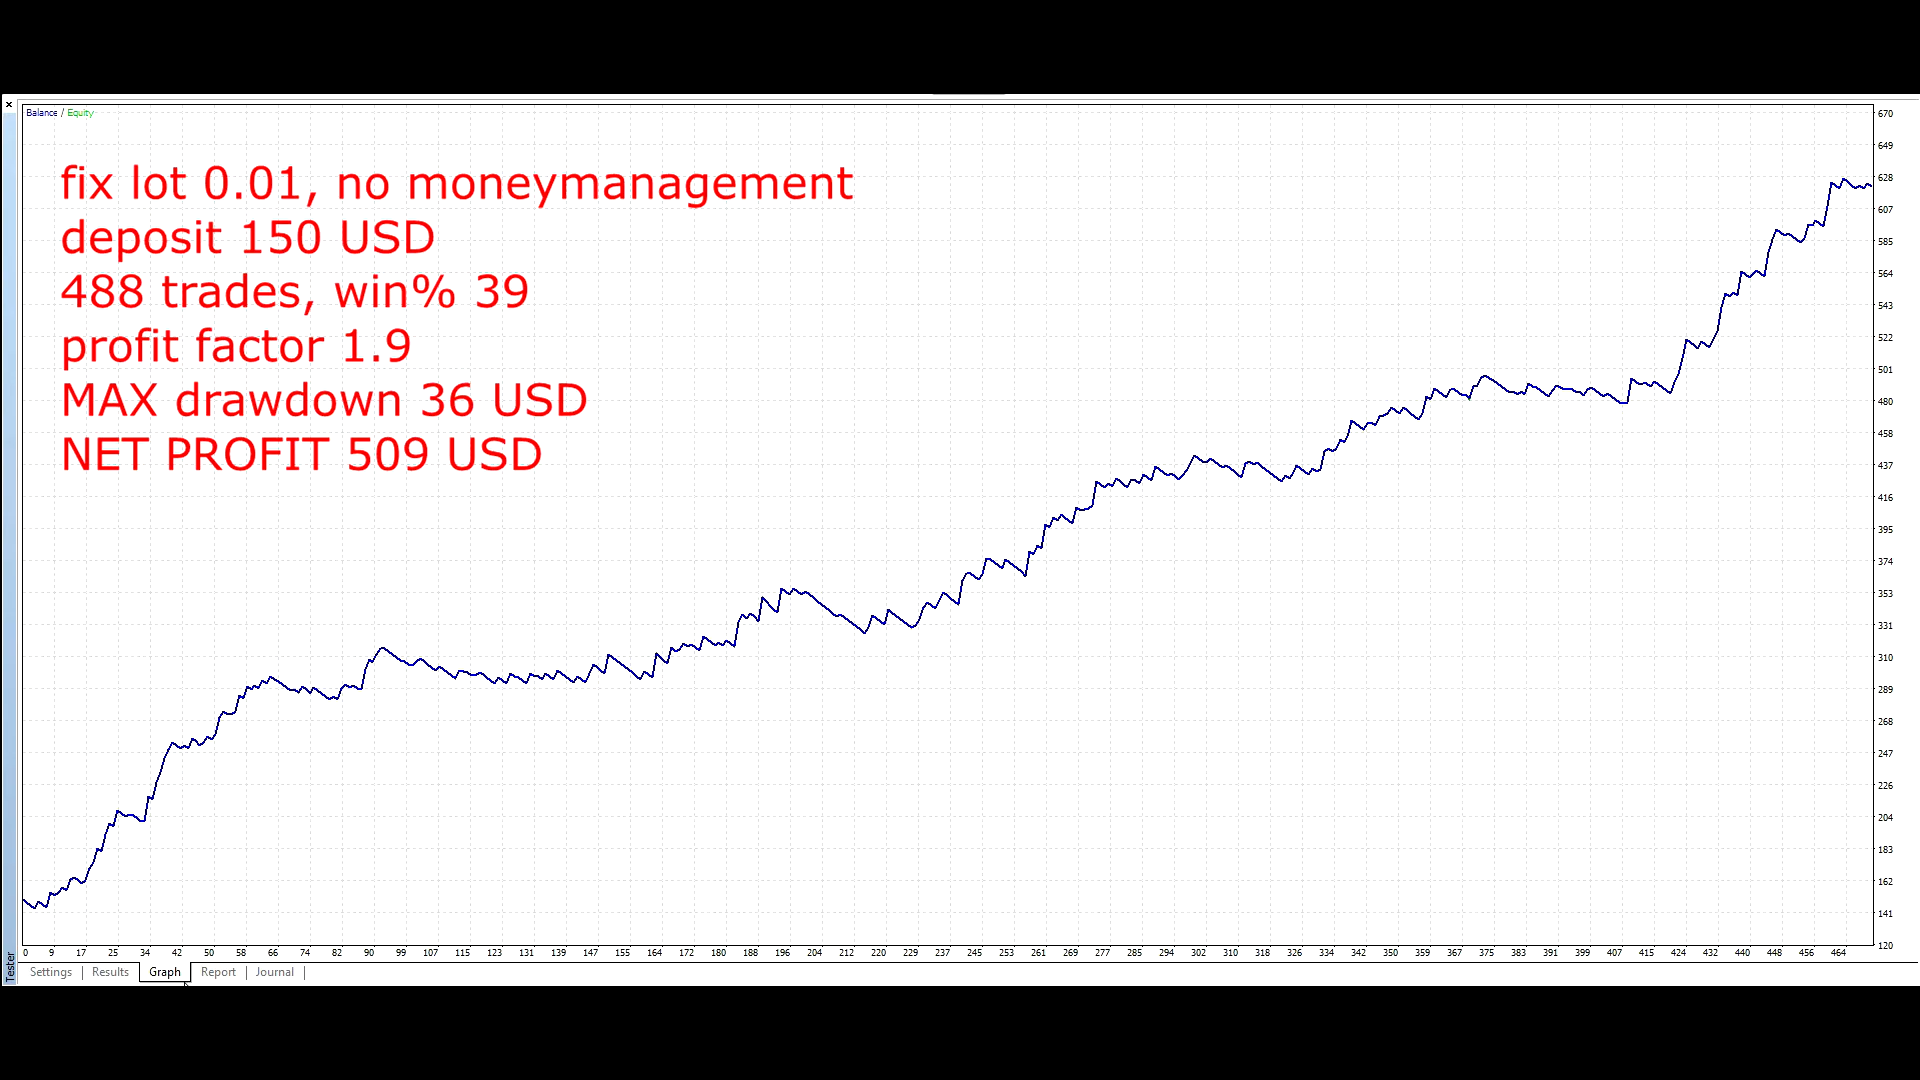 Balance / Equity
fix lot 0.01, no moneymanagement
deposit 150 USD
488 trades, win% 39
profit factor 1.9
MAX drawdown 36 USD
NET PROFIT 509 USD
670
649
628
607
585
564
543
522
501
480
458
437
416
395
374
353
331
310
289
268
247
226
204
183
162
141
120
0 9 17 25 34 42 50 58 66 74 82 90 99 107 115 123 131 139 147 155 164 172 180 188 196 204 212 220 229 237 245 253 261 269 277 285 294 302 310 318 326 334 342 350 359 367 375 383 391 399 407 415 424 432 440 448 456 464
Tester
Settings | Results | Graph | Report | Journal |